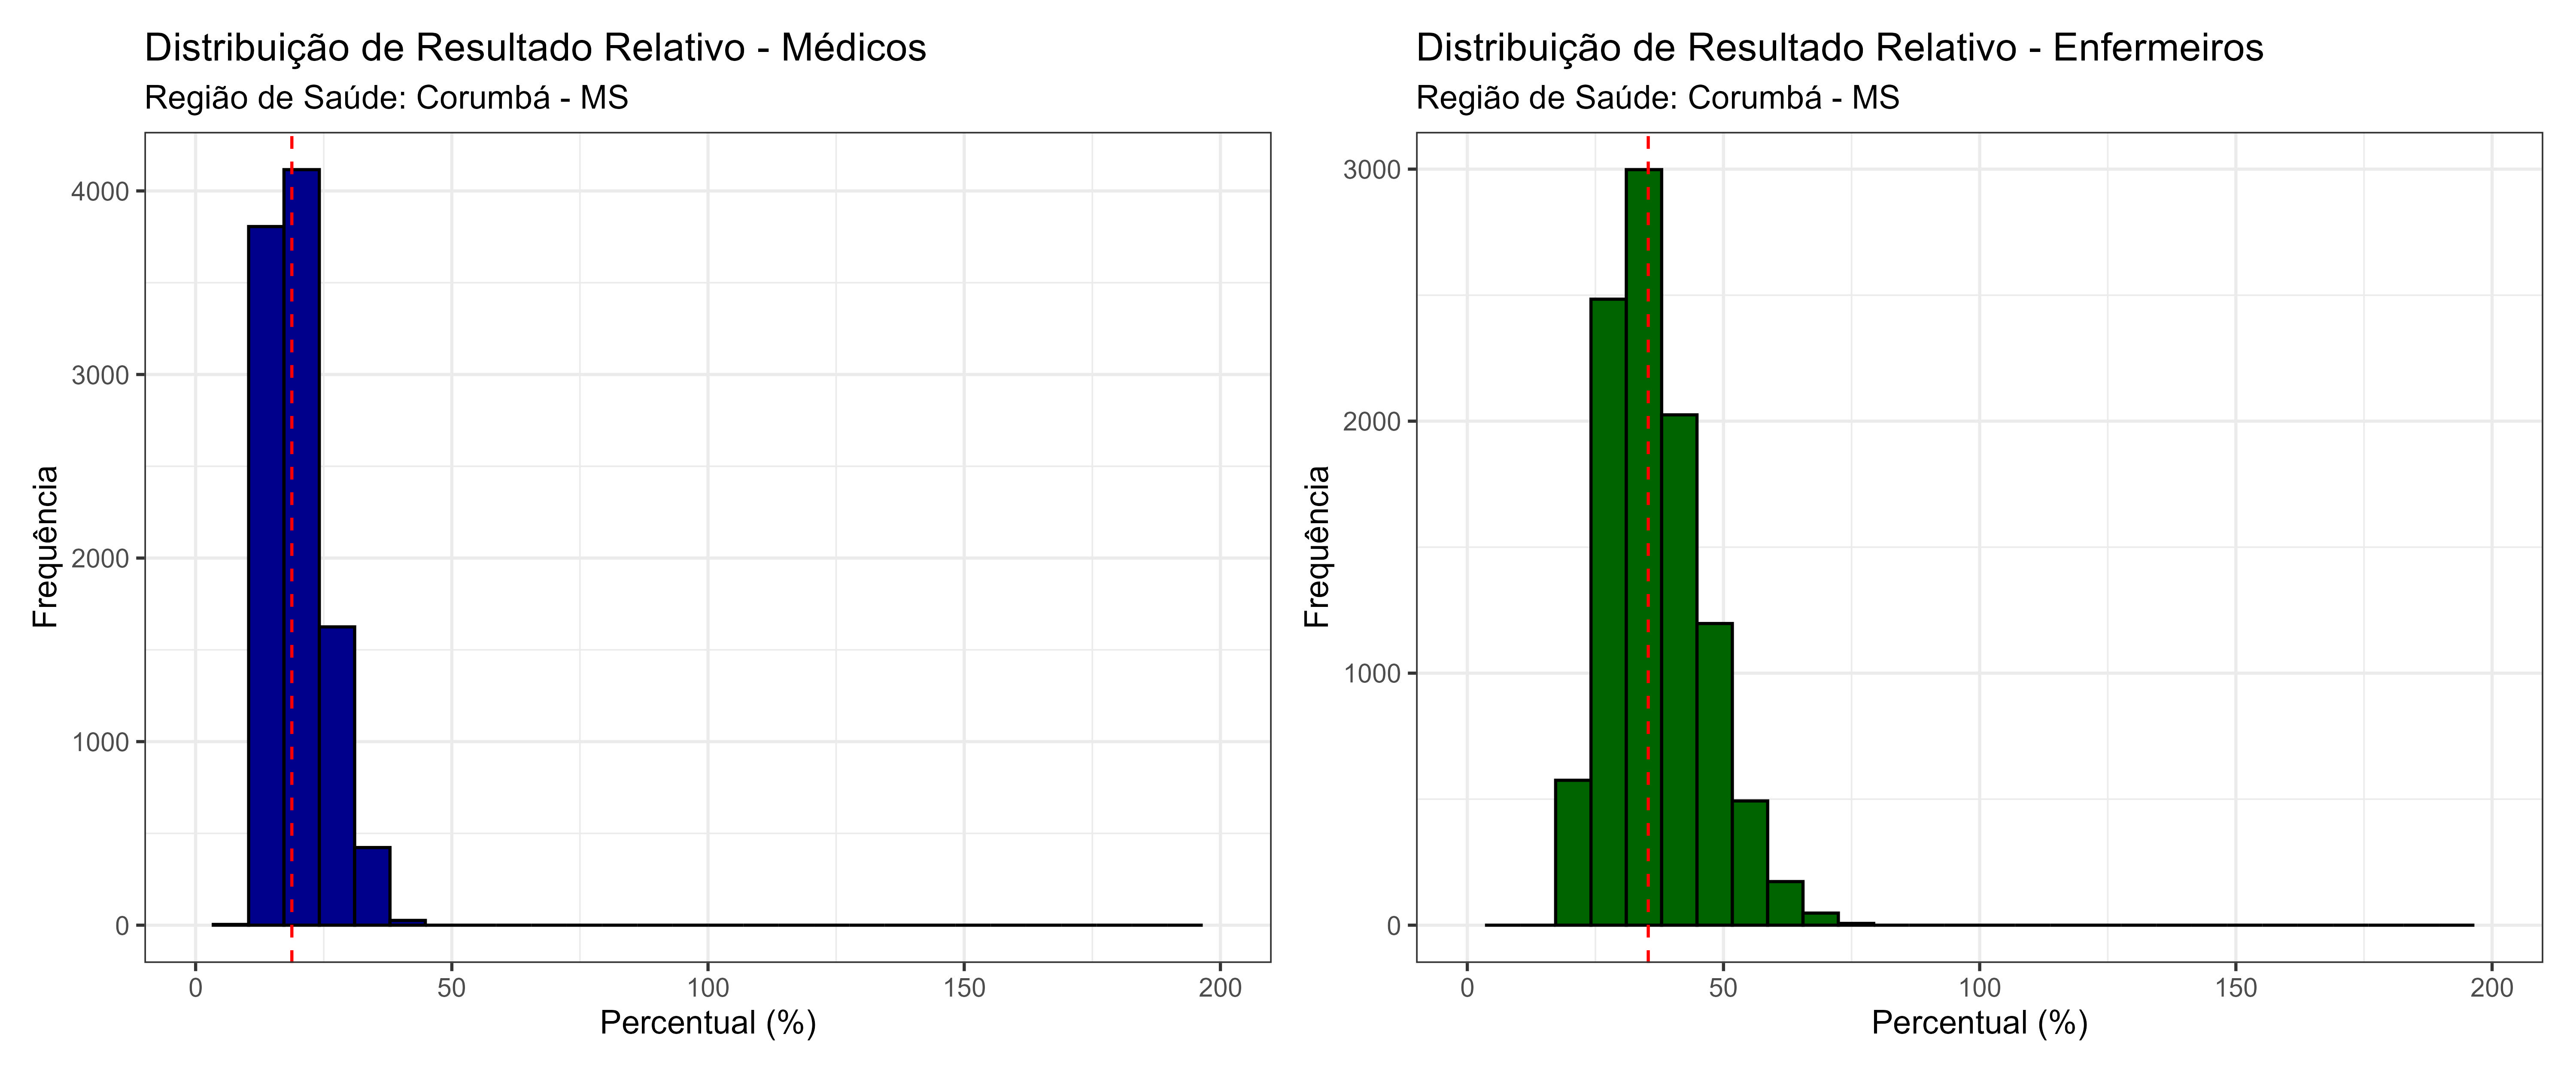 Distribuição de Resultado Relativo - Médicos
Região de Saúde: Corumbá - MS
Frequência
4000
3000
2000
1000
0
0 50 100 150 200
Percentual (%)
Distribuição de Resultado Relativo - Enfermeiros
Região de Saúde: Corumbá - MS
Frequência
3000
2000
1000
0
0 50 100 150 200
Percentual (%)